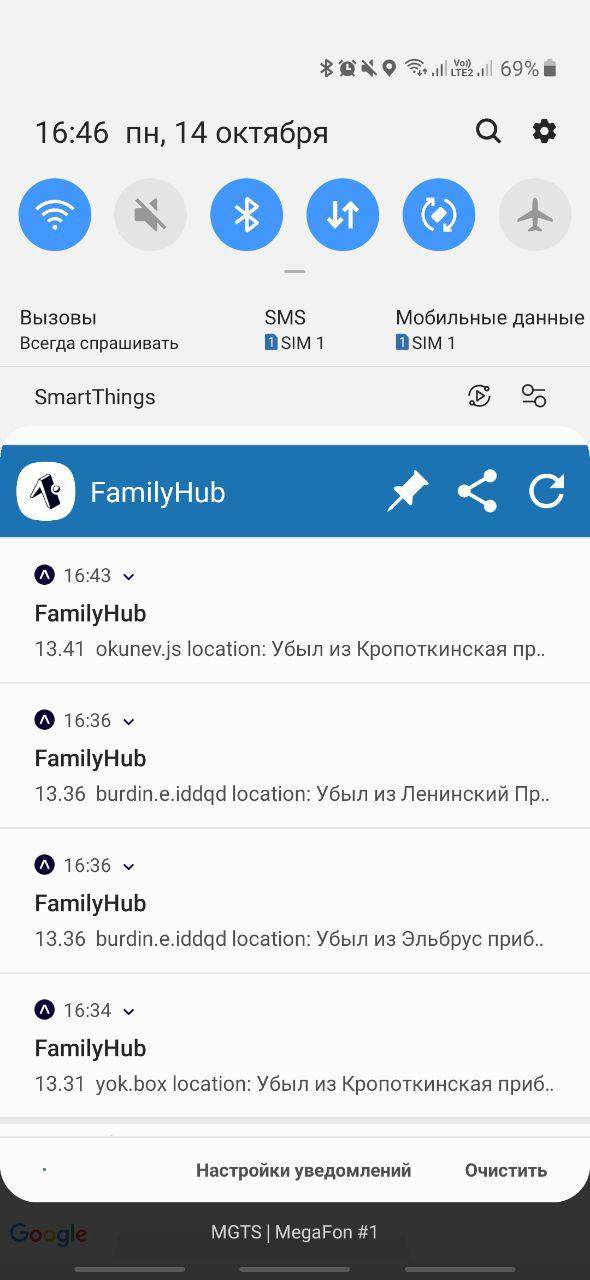 Vo)) LTE2 69%
16:46 пн, 14 октября
Вызовы SMS Мобильные данные
Всегда спрашивать 1 SIM 1 1 SIM 1
SmartThings
FamilyHub
16:43
FamilyHub
13.41 okunev.js location: Убыл из Кропоткинская пр..
16:36
FamilyHub
13.36 burdin.e.iddqd location: Убыл из Ленинский Пр..
16:36
FamilyHub
13.36 burdin.e.iddqd location: Убыл из Эльбрус приб..
16:34
FamilyHub
13.31 yok.box location: Убыл из Кропоткинская приб..
Настройки уведомлений Очистить
Google MGTS | MegaFon #1